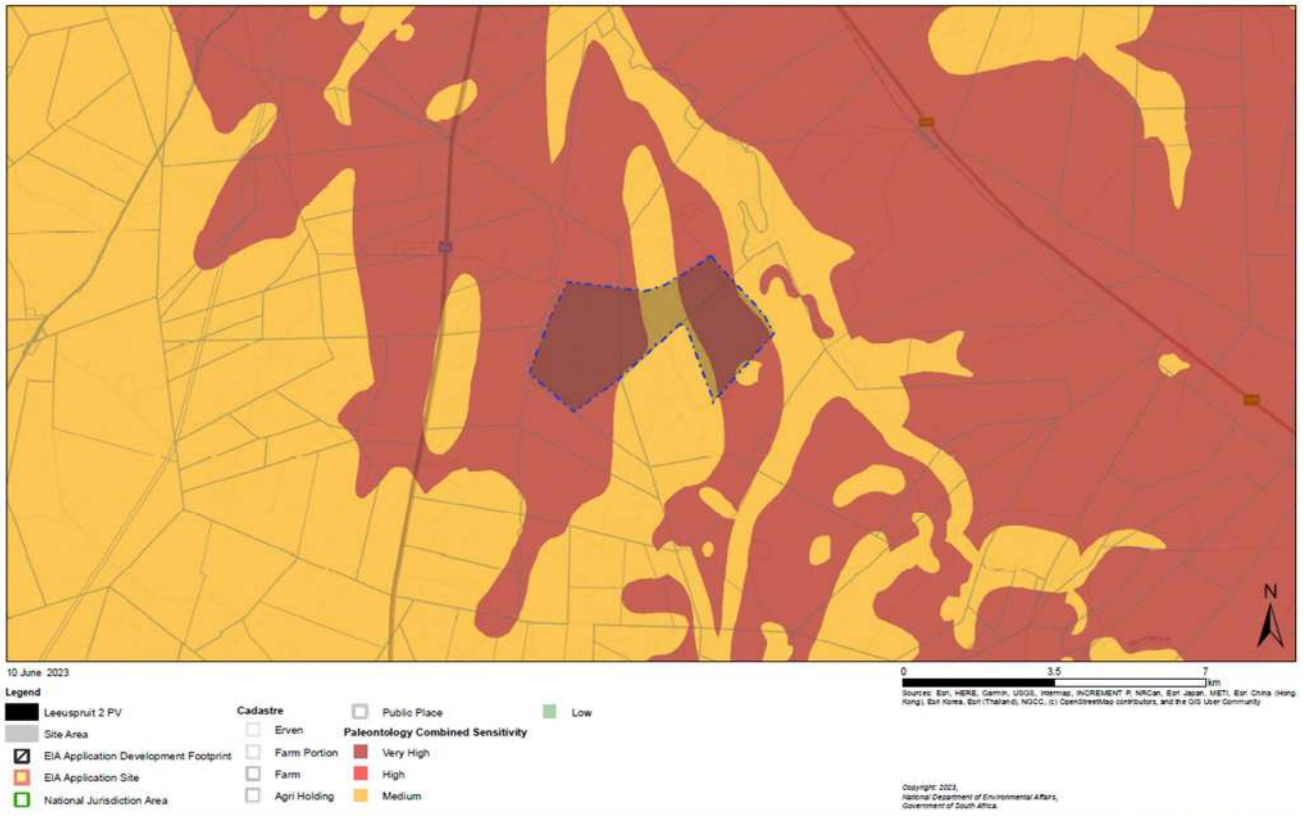 N
10 June 2023
0 3.5 7
km
Legend
Leeuspruit 2 PV
Site Area
EIA Application Development Footprint
EIA Application Site
National Jurisdiction Area
Cadastre
Erven
Farm Portion
Farm
Agri Holding
Public Place
Paleontology Combined Sensitivity
Very High
High
Medium
Low
Sources: Esri, HERE, Garmin, USGS, Intermap, INCREMENT P, NRCan, Esri Japan, METI, Esri China (Hong
Kong), Esri Korea, Esri (Thailand), NGCC, (c) OpenStreetMap contributors, and the GIS User Community
Copyright: 2023,
National Department of Environmental Affairs,
Government of South Africa.